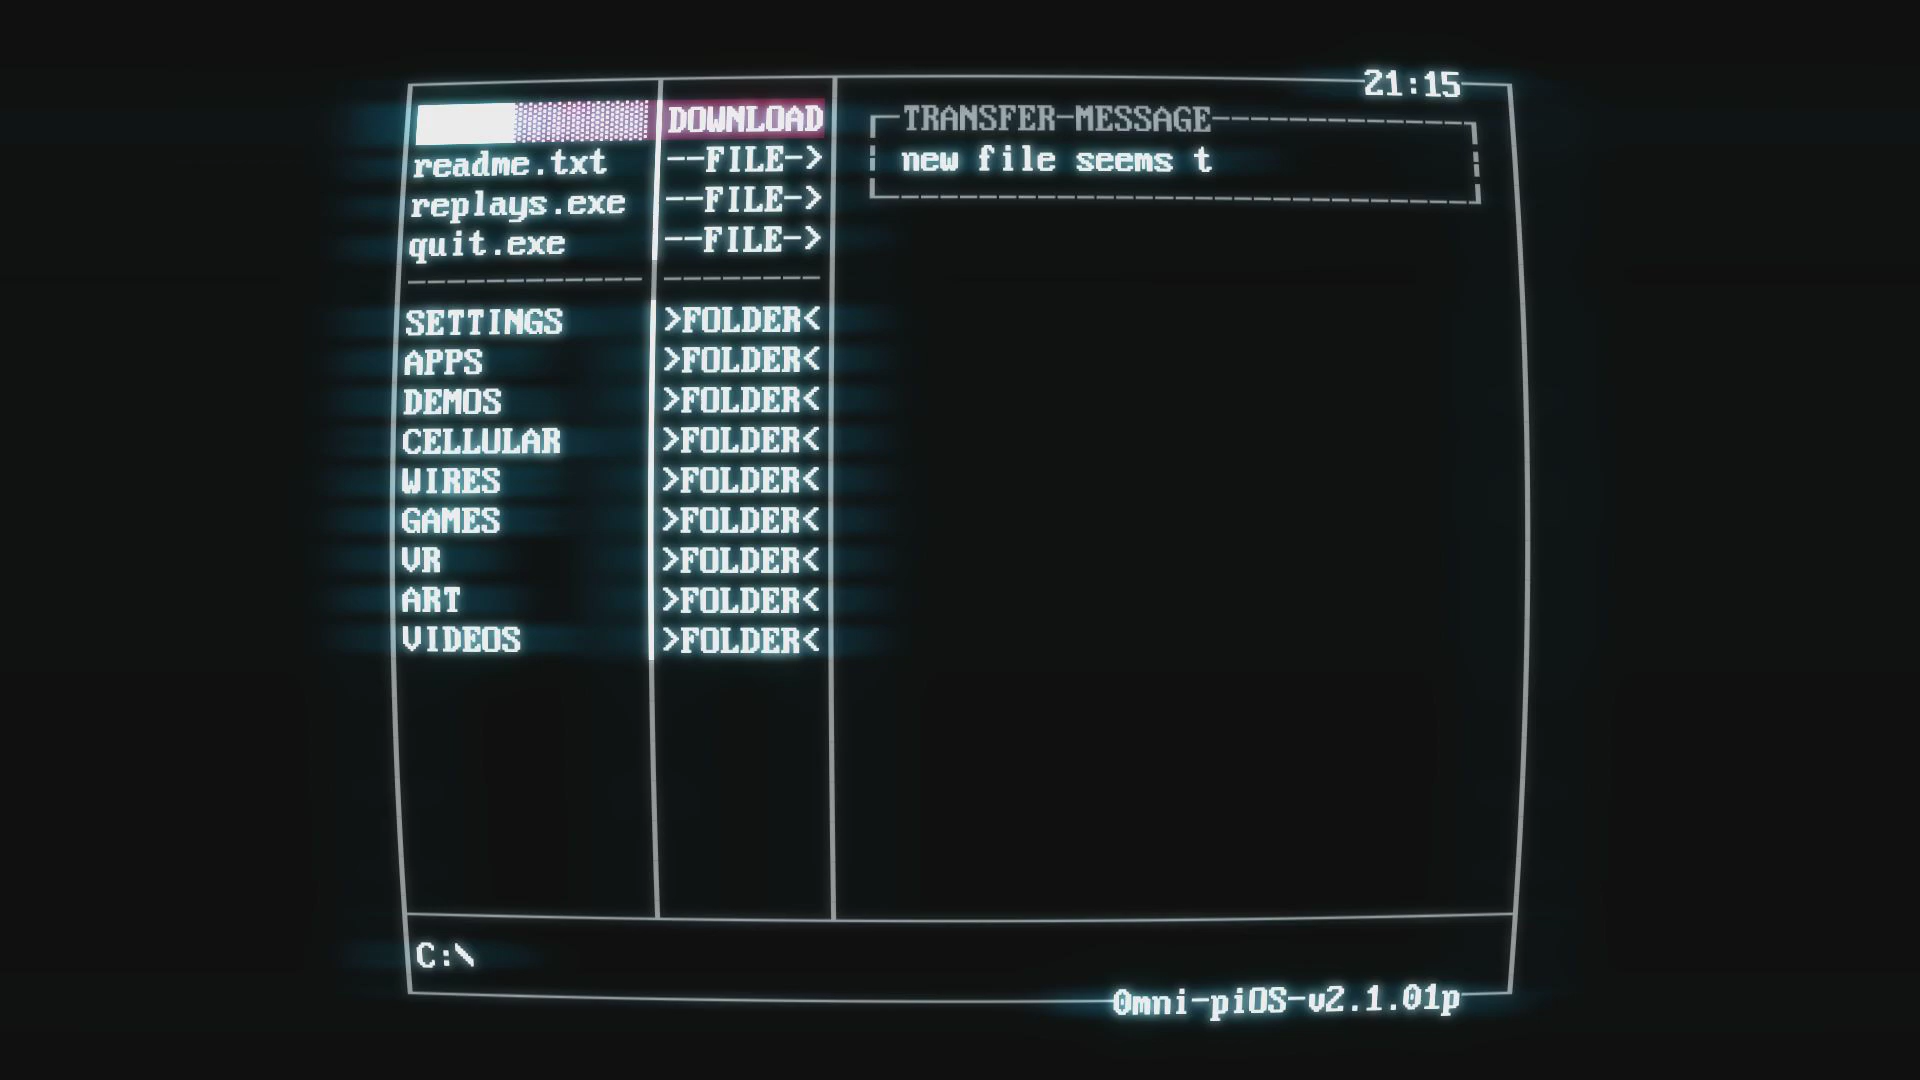 21:15
DOWNLOAD
readme.txt --FILE->
replays.exe --FILE->
quit.exe --FILE->
SETTINGS >FOLDER<
APPS >FOLDER<
DEMOS >FOLDER<
CELLULAR >FOLDER<
WIRES >FOLDER<
GAMES >FOLDER<
VR >FOLDER<
ART >FOLDER<
VIDEOS >FOLDER<
TRANSFER-MESSAGE
new file seems t
C:\
0mni-piOS-v2.1.01p